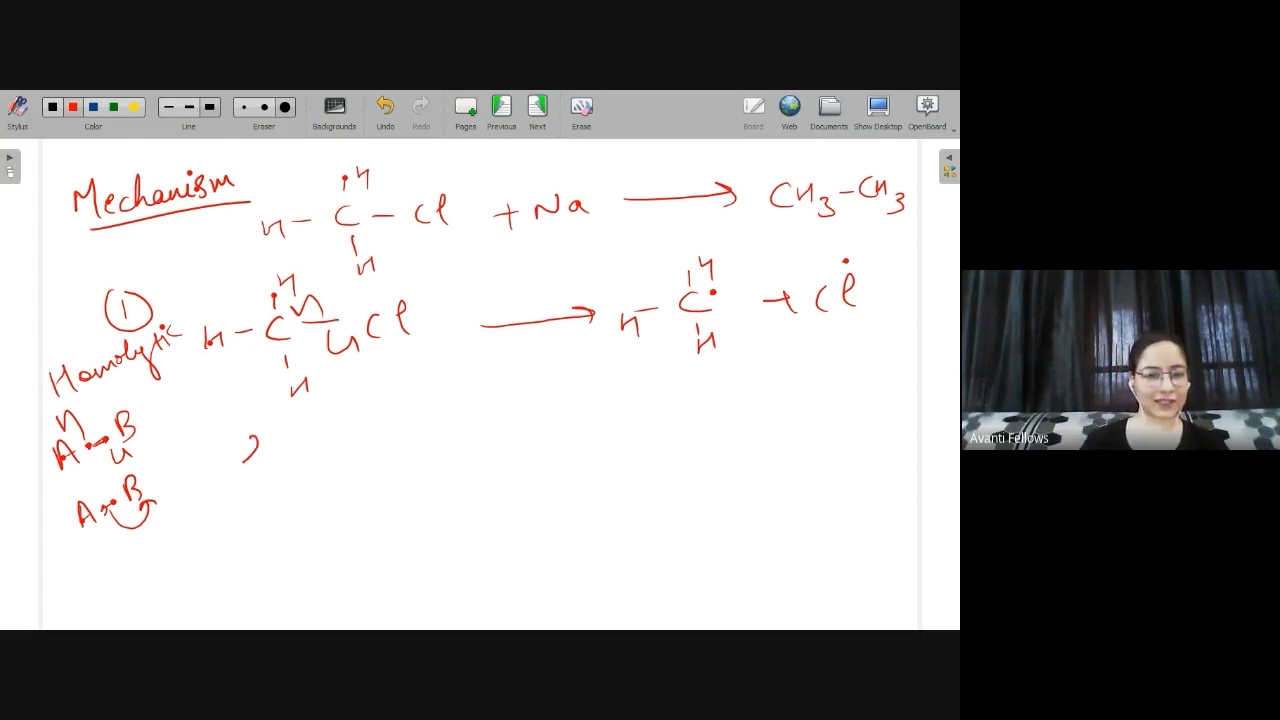 Stylus Color Line Eraser Backgrounds Undo Redo Pages Previous Next Erase Board Web Documents Show Desktop OpenBoard
Mechanism
H
H - C - Cl + Na → CH3-CH3
H
①
Homolytic
H
H - C - Cl →
H
H
H - C• + Cl•
H
A B
A B
2
Avanti Fellows